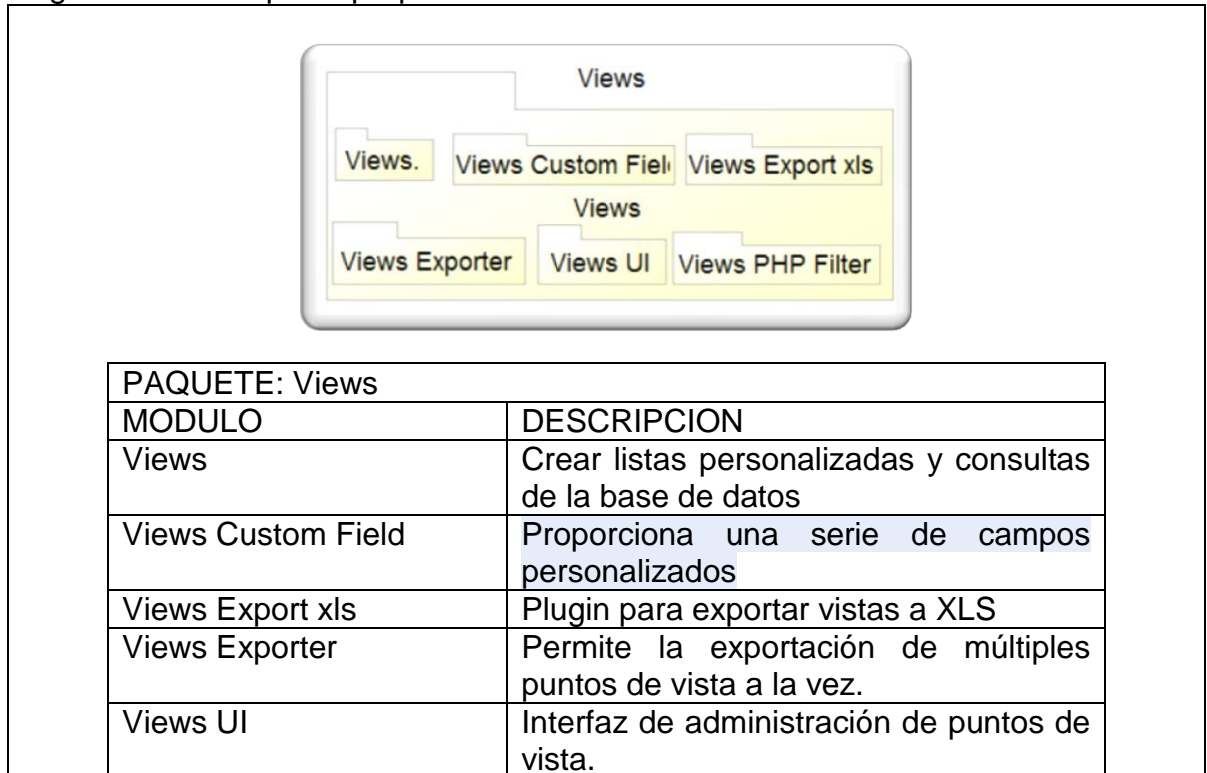 Views
Views.
Views Custom Fiel
Views Export xls
Views
Views Exporter
Views UI
Views PHP Filter
PAQUETE: Views
MODULO
DESCRIPCION
Views
Crear listas personalizadas y consultas
de la base de datos
Views Custom Field
Proporciona una serie de campos
personalizados
Views Export xls
Plugin para exportar vistas a XLS
Views Exporter
Permite la exportación de múltiples
puntos de vista a la vez.
Views UI
Interfaz de administración de puntos de
vista.